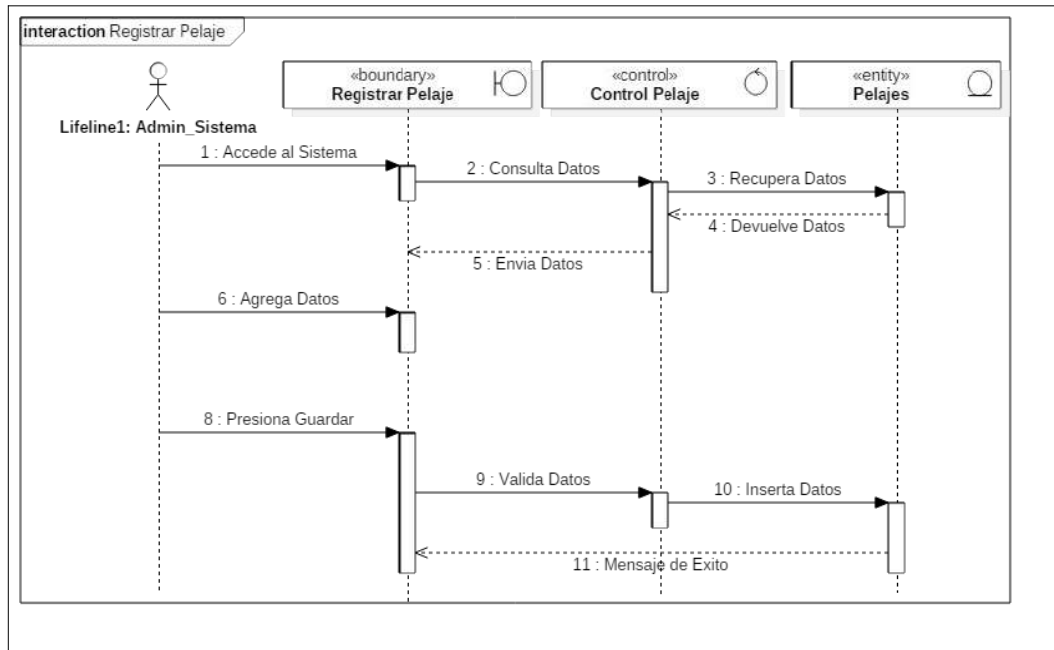 interaction Registrar Pelaje
«boundary»
Registrar Pelaje
«control»
Control Pelaje
«entity»
Pelajes
Lifeline1: Admin_Sistema
1 : Accede al Sistema
2 : Consulta Datos
3 : Recupera Datos
4 : Devuelve Datos
5 : Envia Datos
6 : Agrega Datos
8 : Presiona Guardar
9 : Valida Datos
10 : Inserta Datos
11 : Mensaje de Exito